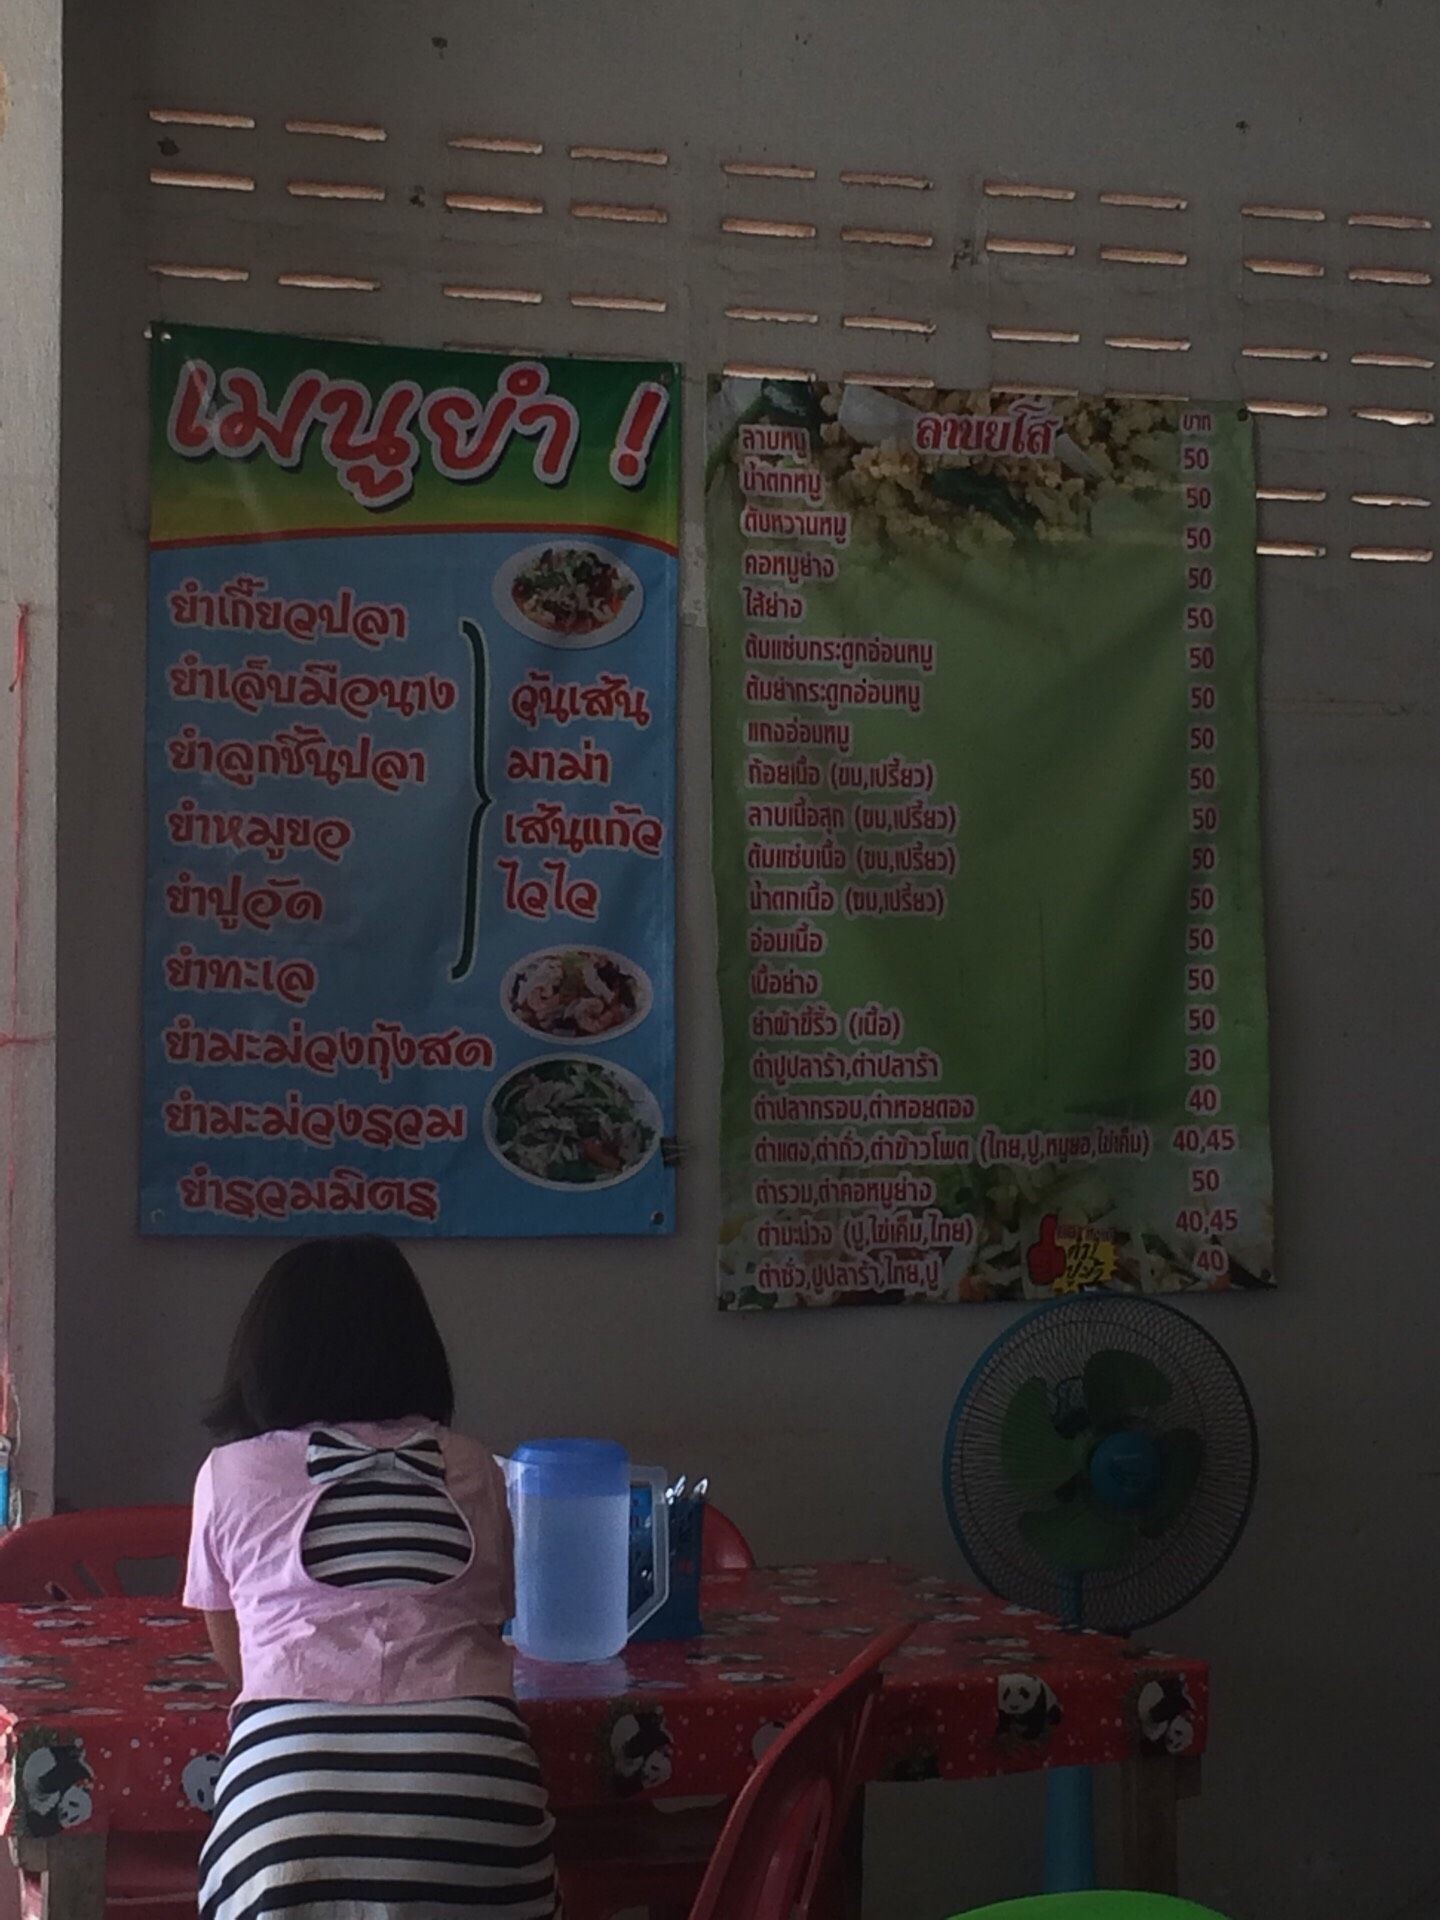 เมนูยำ !
ยำเกี๊ยวปลา
ยำเล็บมือนาง
ยำลูกชิ้นปลา
ยำหมูยอ
ยำปูอัด
ยำทะเล
วุ้นเส้น
มาม่า
เส้นแก้ว
ไวไว
ยำมะม่วงกุ้งสด
ยำมะม่วงรวม
ยำรวมมิตร
ลาบยโส
บาท
ลาบหมู 50
น้ำตกหมู 50
ตับหวานหมู 50
คอหมูย่าง 50
ไส้ย่าง 50
ต้มแซ่บกระดูกอ่อนหมู 50
ต้มยำกระดูกอ่อนหมู 50
แกงอ่อมหมู 50
ก้อยเนื้อ (ขม,เปรี้ยว) 50
ลาบเนื้อสุก (ขม,เปรี้ยว) 50
ต้มแซ่บเนื้อ (ขม,เปรี้ยว) 50
น้ำตกเนื้อ (ขม,เปรี้ยว) 50
อ่อมเนื้อ 50
เนื้อย่าง 50
ยำผ้าขี้ริ้ว (เนื้อ) 50
ตำปูปลาร้า,ตำปลาร้า 30
ตำปลากรอบ,ตำหอยดอง 40
ตำแตง,ตำถั่ว,ตำข้าวโพด (ไทย,ปู,หมูยอ,ไข่เค็ม) 40,45
ตำรวม,ตำคอหมูย่าง 50
ตำมะม่วง (ปู,ไข่เค็ม,ไทย) 40,45
ตำซั่ว,ปูปลาร้า,ไทย,ปู 40